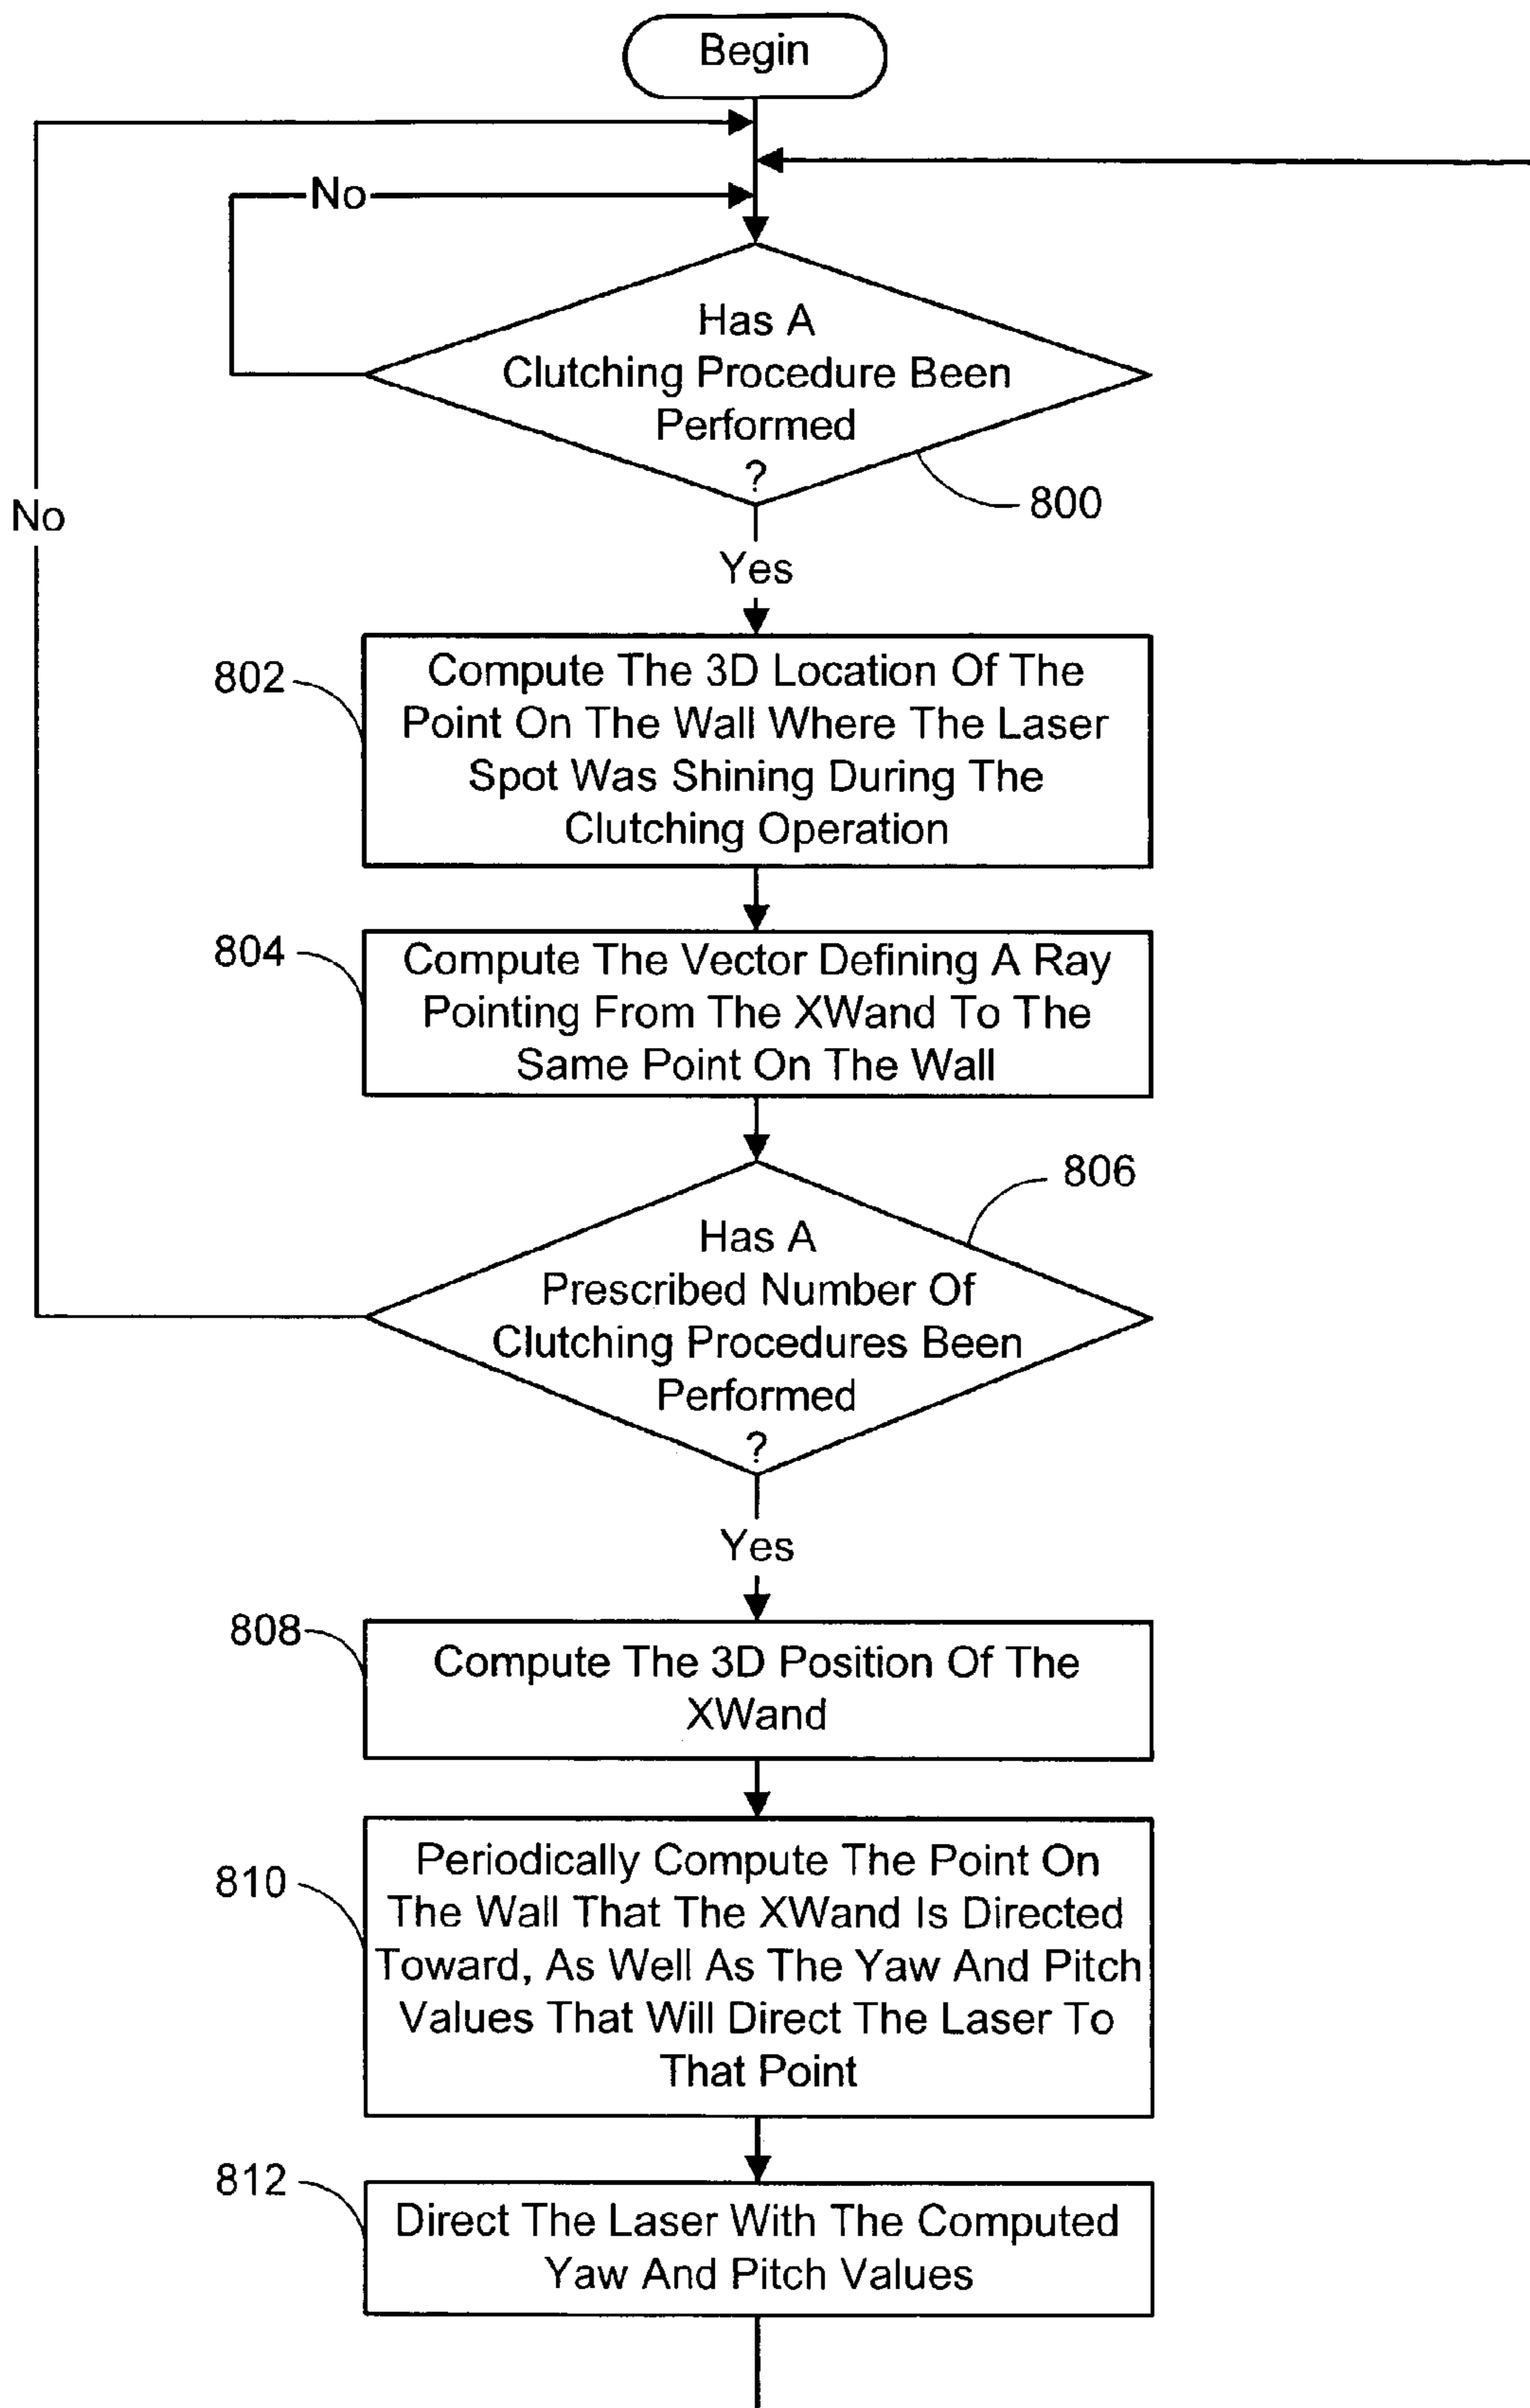 Begin
No
Has A
Clutching Procedure Been
Performed
?
800
No
Yes
802
Compute The 3D Location Of The
Point On The Wall Where The Laser
Spot Was Shining During The
Clutching Operation
804
Compute The Vector Defining A Ray
Pointing From The XWand To The
Same Point On The Wall
806
Has A
Prescribed Number Of
Clutching Procedures Been
Performed
?
Yes
808
Compute The 3D Position Of The
XWand
810
Periodically Compute The Point On
The Wall That The XWand Is Directed
Toward, As Well As The Yaw And Pitch
Values That Will Direct The Laser To
That Point
812
Direct The Laser With The Computed
Yaw And Pitch Values